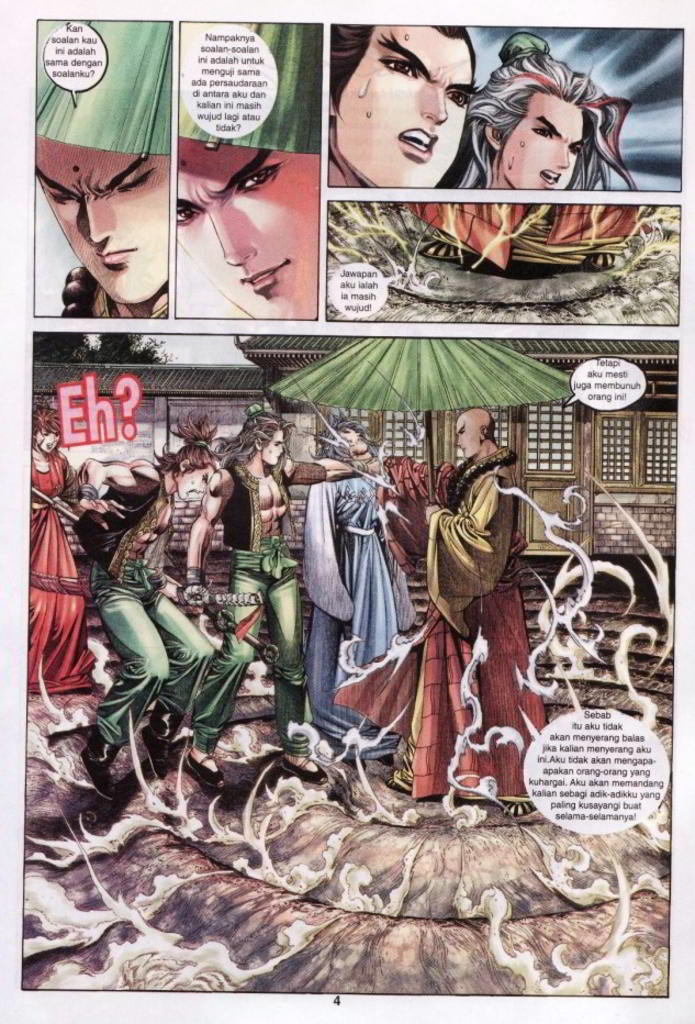 Kan
soalan kau
ini adalah
sama dengan
soalanku?
Nampaknya
soalan-soalan
ini adalah untuk
menguji sama
ada persaudaraan
di antara aku dan
kalian ini masih
wujud lagi atau
tidak?
Jawapan
aku ialah
ia masih
wujud!
Eh?
Tetapi
aku mesti
juga membunuh
orang ini!
Sebab
itu aku tidak
akan menyerang balas
jika kalian menyerang aku
ini.Aku tidak mengapa-
apakan orang-orang yang
kuhargai. Aku akan memandang
kalian sebagai adik-adikku yang
paling kusayangi buat
selama-selamanya!
4